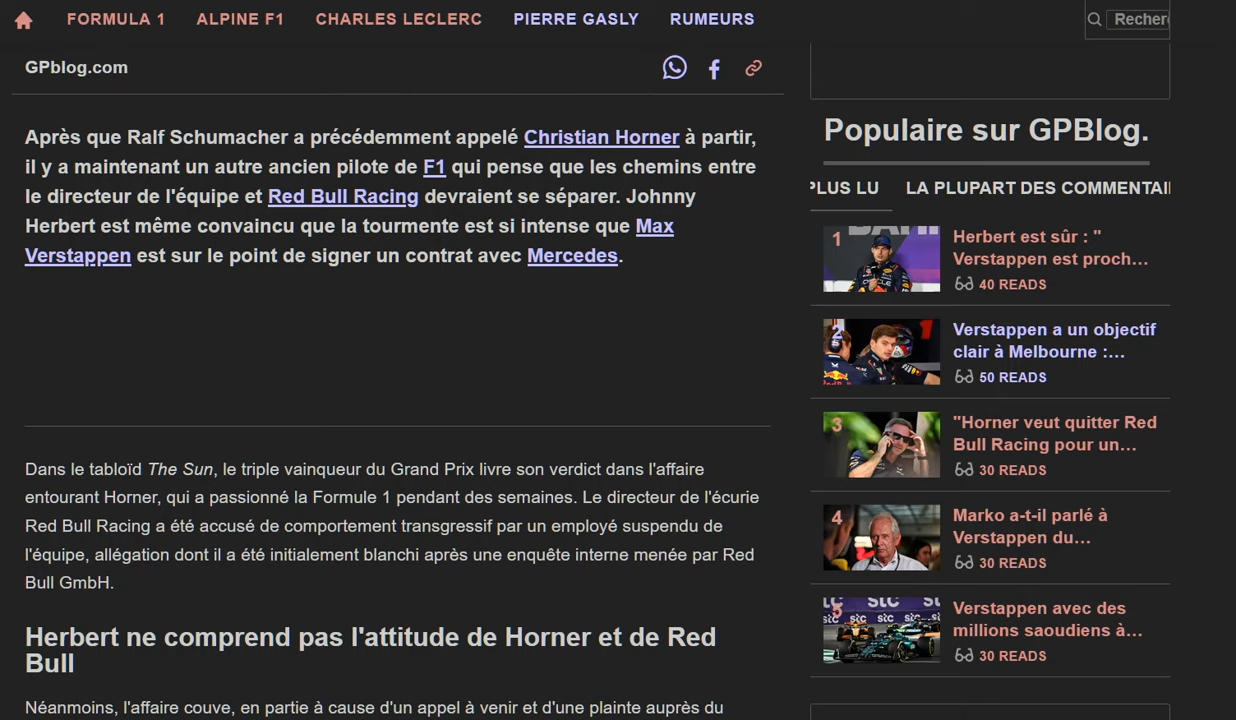 FORMULA 1 ALPINE F1 CHARLES LECLERC PIERRE GASLY RUMEURS
GPblog.com
Après que Ralf Schumacher a précédemment appelé Christian Horner à partir,
il y a maintenant un autre ancien pilote de F1 qui pense que les chemins entre
le directeur de l'équipe et Red Bull Racing devraient se séparer. Johnny
Herbert est même convaincu que la tourmente est si intense que Max
Verstappen est sur le point de signer un contrat avec Mercedes.
Dans le tabloïd The Sun, le triple vainqueur du Grand Prix livre son verdict dans l'affaire
entourant Horner, qui a passionné la Formule 1 pendant des semaines. Le directeur de l'écurie
Red Bull Racing a été accusé de comportement transgressif par un employé suspendu de
l'équipe, allégation dont il a été initialement blanchi après une enquête interne menée par Red
Bull GmbH.
Herbert ne comprend pas l'attitude de Horner et de Red
Bull
Néanmoins, l'affaire couve, en partie à cause d'un appel à venir et d'une plainte auprès du
Recher
Populaire sur GPBlog.
PLUS LU LA PLUPART DES COMMENTAI
1
Herbert est sûr : "
Verstappen est proch...
40 READS
2
Verstappen a un objectif
clair à Melbourne :...
50 READS
3
"Horner veut quitter Red
Bull Racing pour un...
30 READS
4
Marko a-t-il parlé à
Verstappen du...
30 READS
5
stc stc
Verstappen avec des
millions saoudiens à...
30 READS